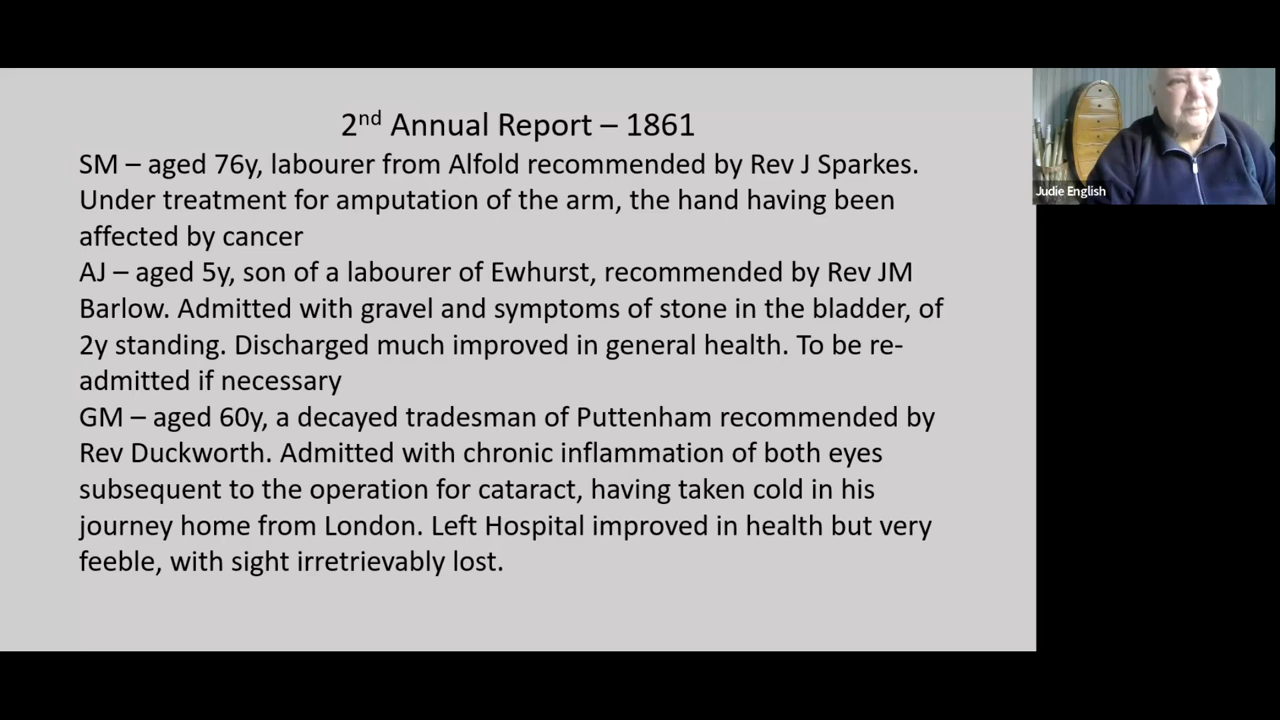 2nd Annual Report – 1861
SM – aged 76y, labourer from Alfold recommended by Rev J Sparkes.
Under treatment for amputation of the arm, the hand having been
affected by cancer
AJ – aged 5y, son of a labourer of Ewhurst, recommended by Rev JM
Barlow. Admitted with gravel and symptoms of stone in the bladder, of
2y standing. Discharged much improved in general health. To be re-
admitted if necessary
GM – aged 60y, a decayed tradesman of Puttenham recommended by
Rev Duckworth. Admitted with chronic inflammation of both eyes
subsequent to the operation for cataract, having taken cold in his
journey home from London. Left Hospital improved in health but very
feeble, with sight irretrievably lost.
Judie English